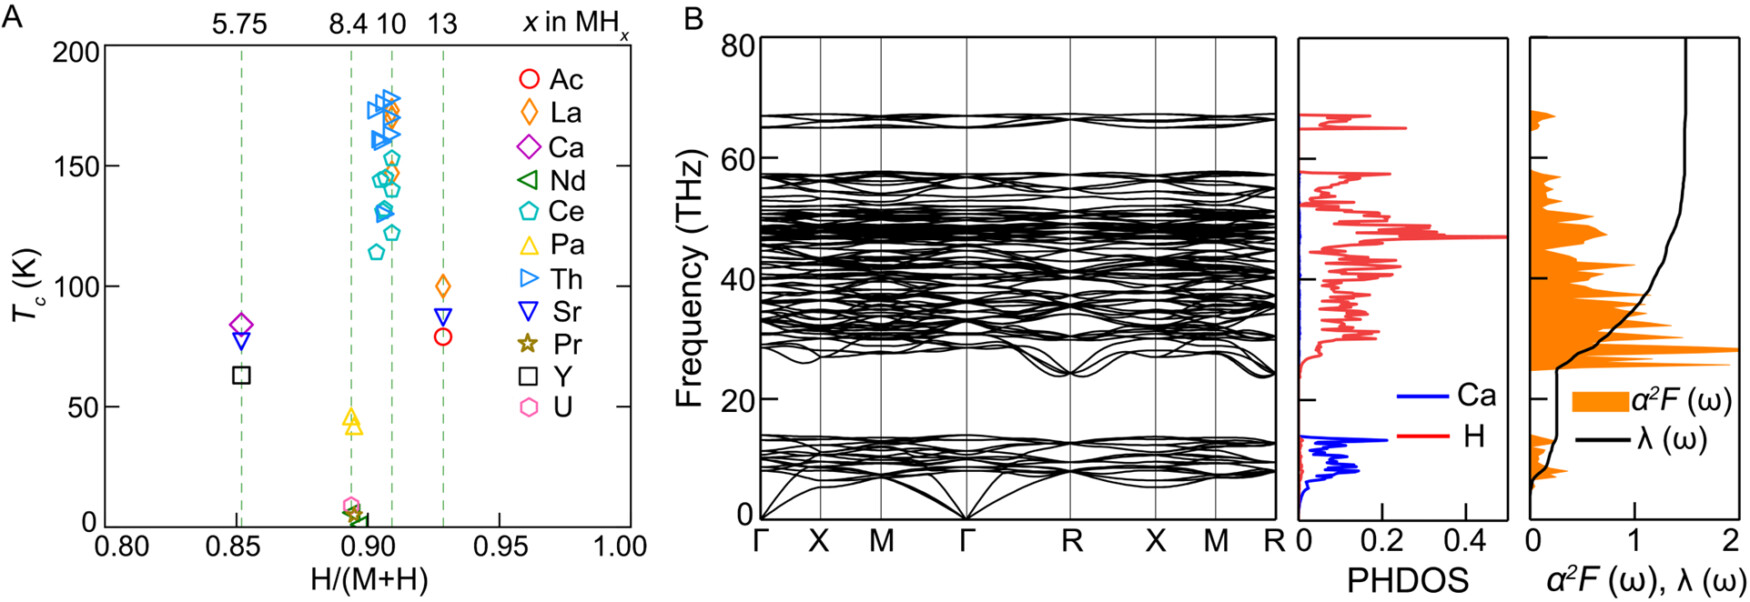 A
5.75 8.4 10 13 x in MHₓ
200
150
100
50
0
T_c (K)
0.80 0.85 0.90 0.95 1.00
H/(M+H)
Ac
La
Ca
Nd
Ce
Pa
Th
Sr
Pr
Y
U
B
80
60
40
20
0
Frequency (THz)
Γ X M Γ R X M R
Ca
H
0 0.2 0.4
PHDOS
α²F (ω)
λ (ω)
0 1 2
α²F (ω), λ (ω)